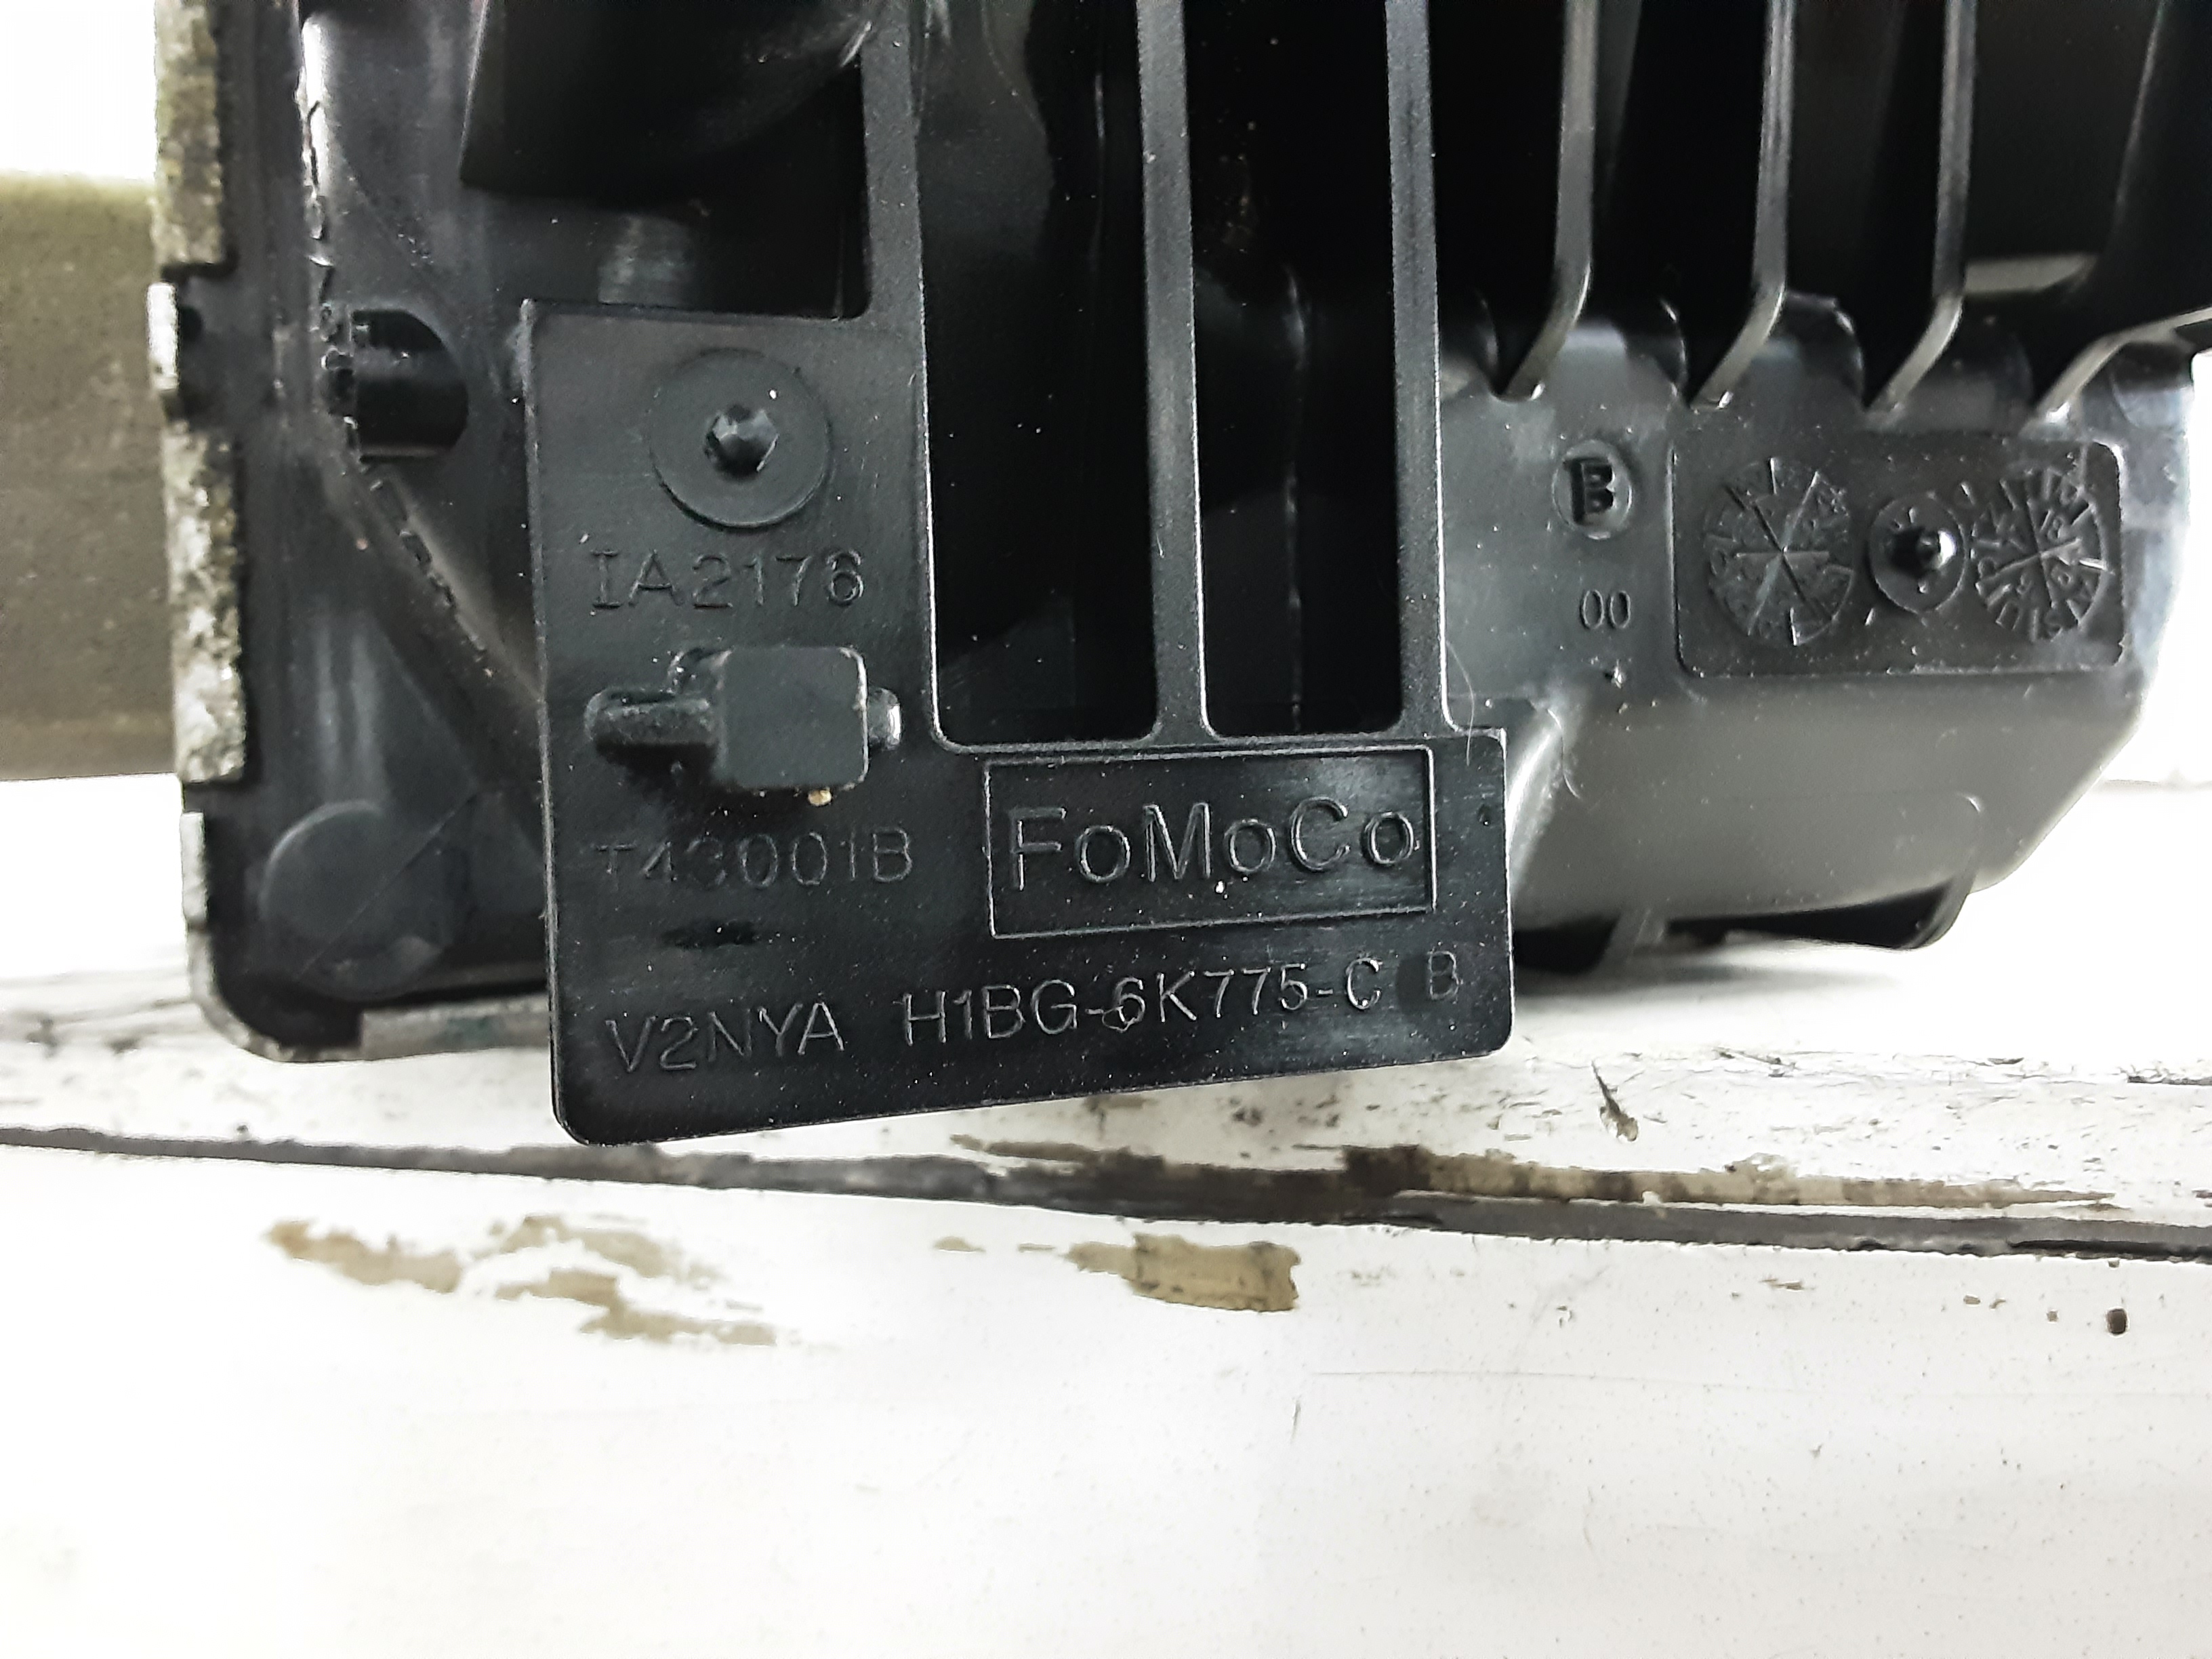 IA2176
B
00
T43001B
FoMoCo
V2NYA H1BG-6K775-C B